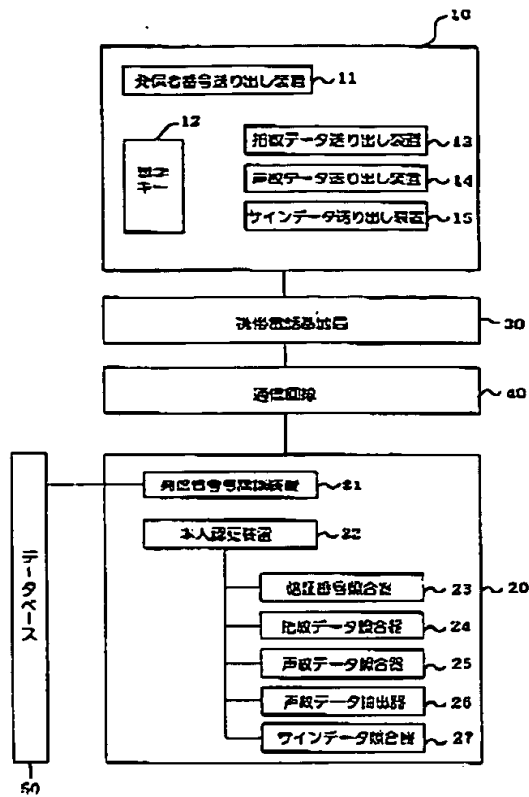 10
発信者番号送り出し装置 11
12
数字
キー
指紋データ送り出し装置 13
声紋データ送り出し装置 14
サインデータ送り出し装置 15
携帯電話基地局 30
通信回線 40
発信者番号認識装置 21
本人認定装置 22
20
暗証番号照合器 23
指紋データ照合器 24
声紋データ照合器 25
声紋データ抽出器 26
サインデータ照合器 27
データベース
50